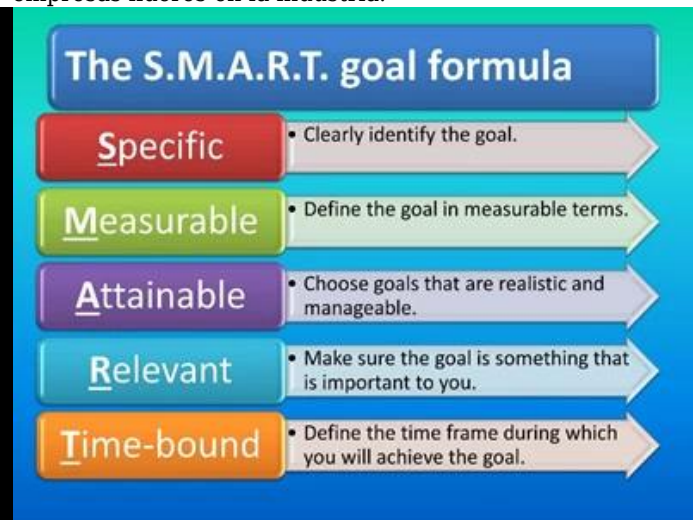 The S.M.A.R.T. goal formula
Specific
• Clearly identify the goal.
Measurable
• Define the goal in measurable terms.
Attainable
• Choose goals that are realistic and
manageable.
Relevant
• Make sure the goal is something that
is important to you.
Time-bound
• Define the time frame during which
you will achieve the goal.